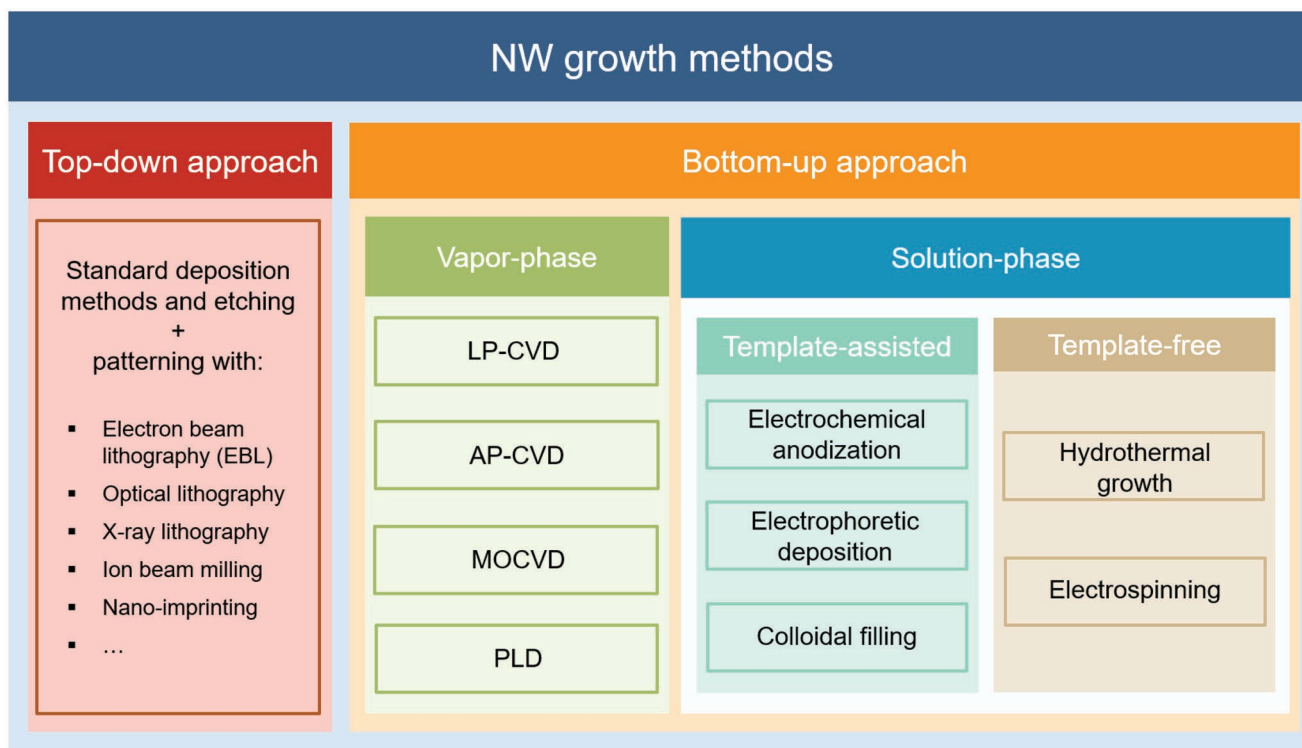 NW growth methods
Top-down approach
Standard deposition
methods and etching
+
patterning with:
▪ Electron beam
lithography (EBL)
▪ Optical lithography
▪ X-ray lithography
▪ Ion beam milling
▪ Nano-imprinting
▪ …
Bottom-up approach
Vapor-phase
LP-CVD
AP-CVD
MOCVD
PLD
Solution-phase
Template-assisted
Electrochemical
anodization
Electrophoretic
deposition
Colloidal filling
Template-free
Hydrothermal
growth
Electrospinning